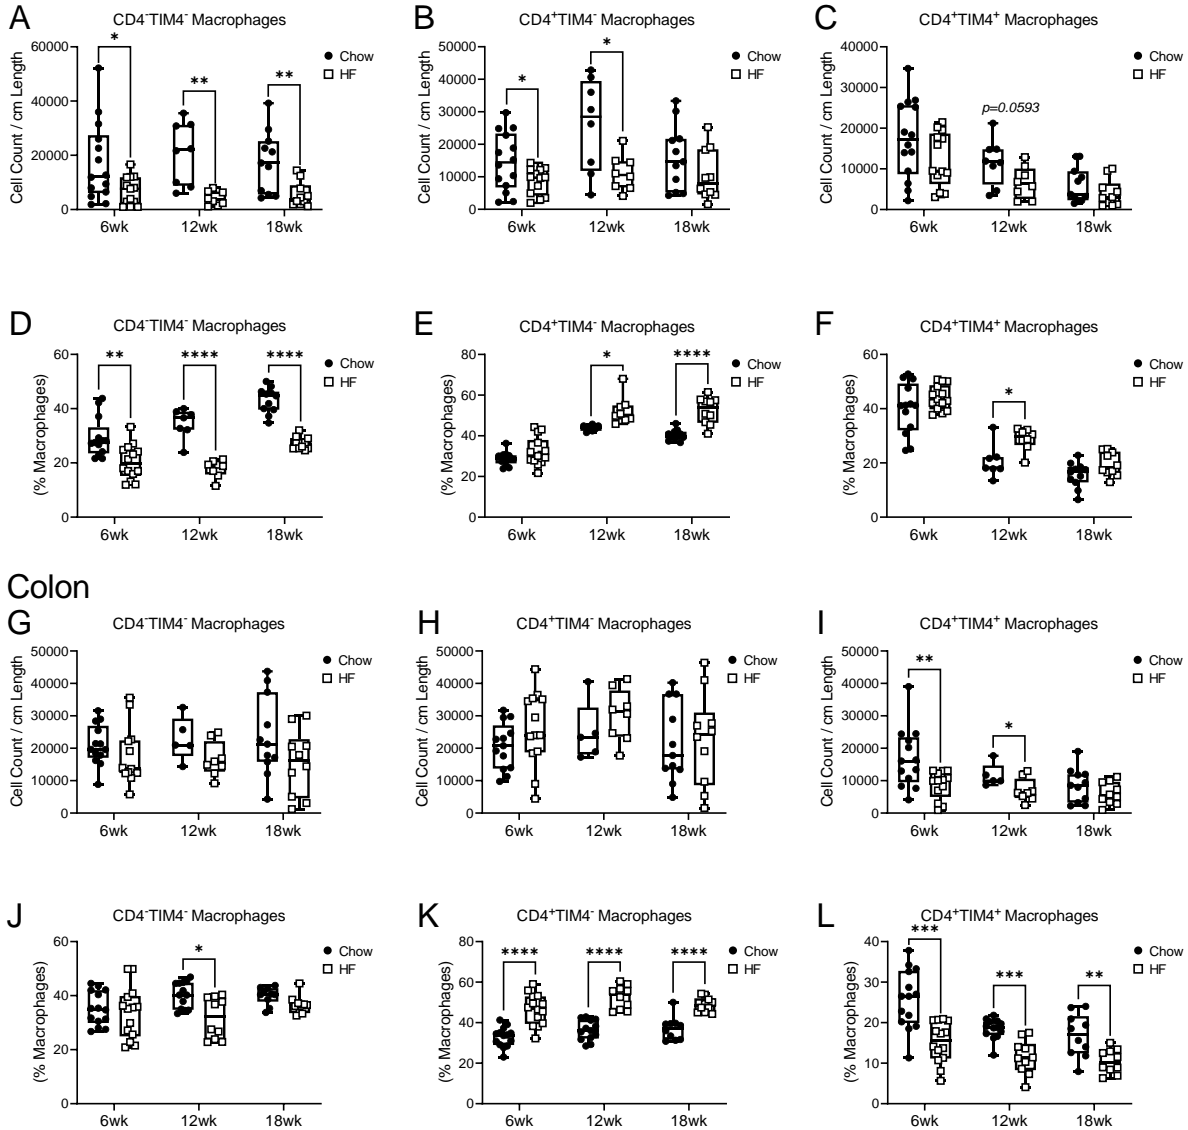 A
CD4-TIM4- Macrophages
Cell Count / cm Length
60000
40000
20000
0
*
**
**
6wk
12wk
18wk
Chow
HF
B
CD4+TIM4- Macrophages
Cell Count / cm Length
50000
40000
30000
20000
10000
0
*
*
6wk
12wk
18wk
Chow
HF
C
CD4+TIM4+ Macrophages
Cell Count / cm Length
40000
30000
20000
10000
0
p=0.0593
6wk
12wk
18wk
Chow
HF
D
CD4-TIM4- Macrophages
(% Macrophages)
60
40
20
0
**
****
****
6wk
12wk
18wk
Chow
HF
E
CD4+TIM4- Macrophages
(% Macrophages)
80
60
40
20
0
*
****
6wk
12wk
18wk
Chow
HF
F
CD4+TIM4+ Macrophages
(% Macrophages)
60
40
20
0
*
6wk
12wk
18wk
Chow
HF
Colon
G
CD4-TIM4- Macrophages
Cell Count / cm Length
50000
40000
30000
20000
10000
0
6wk
12wk
18wk
Chow
HF
H
CD4+TIM4- Macrophages
Cell Count / cm Length
50000
40000
30000
20000
10000
0
6wk
12wk
18wk
Chow
HF
I
CD4+TIM4+ Macrophages
Cell Count / cm Length
50000
40000
30000
20000
10000
0
**
*
6wk
12wk
18wk
Chow
HF
J
CD4-TIM4- Macrophages
(% Macrophages)
60
40
20
0
*
6wk
12wk
18wk
Chow
HF
K
CD4+TIM4- Macrophages
(% Macrophages)
80
60
40
20
0
****
****
****
6wk
12wk
18wk
Chow
HF
L
CD4+TIM4+ Macrophages
(% Macrophages)
40
30
20
10
0
***
***
**
6wk
12wk
18wk
Chow
HF